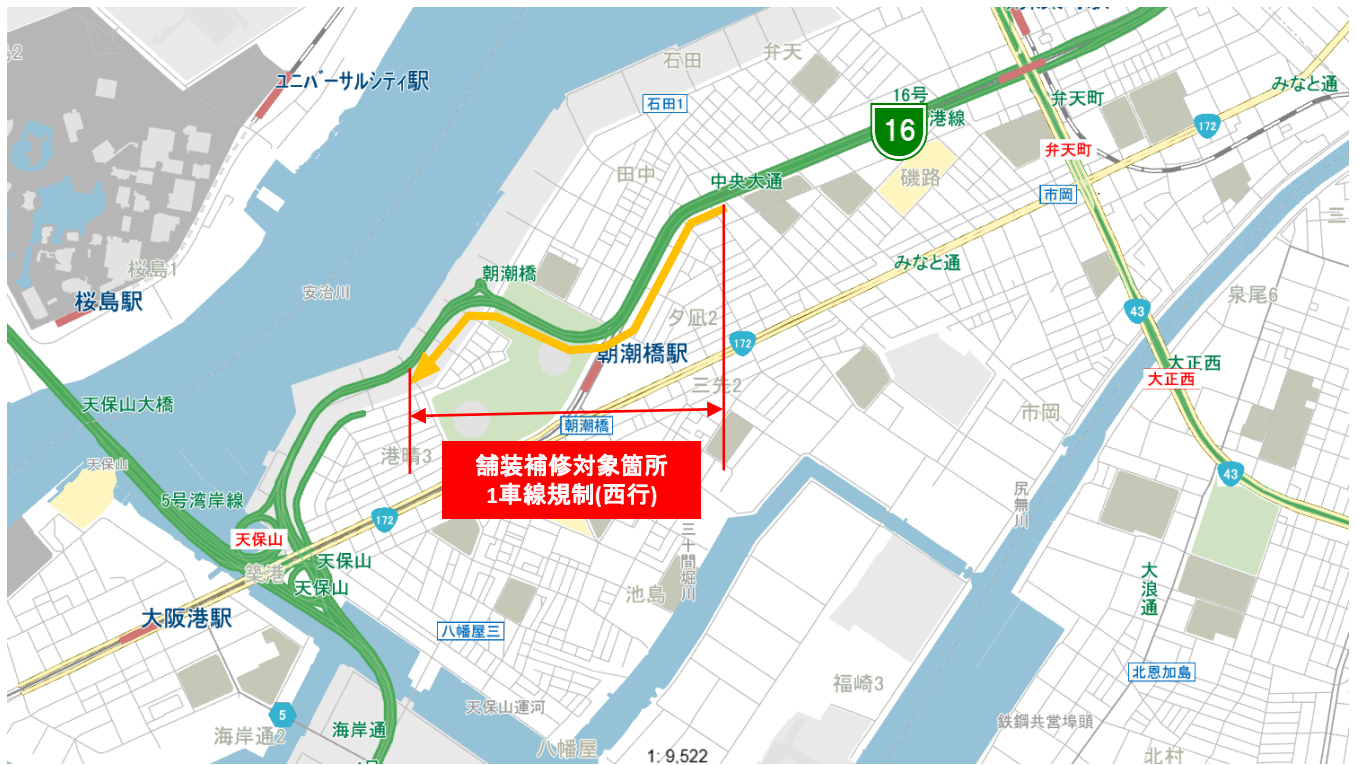 石田
弁天
ユニバーサルシティ駅
石田1
16号
港線
16
弁天町
みなと通
172
弁天町
田中
中央大通
磯路
市岡
みなと通
桜島1
朝潮橋
安治川
桜島駅
夕凪2
172
朝潮橋駅
泉尾6
三
43
大正西
大正西
三先2
天保山大橋
市岡
朝潮橋
天保山
港晴3
舗装補修対象箇所
1車線規制(西行)
43
5号湾岸線
172
尻無川
天保山
三十間堀川
天保山
築港
天保山
池島
大浪通
大阪港駅
八幡屋三
北恩加島
福崎3
天保山運河
5
海岸通
海岸通2
鉄鋼共営埠頭
八幡屋
1: 9,522
北村